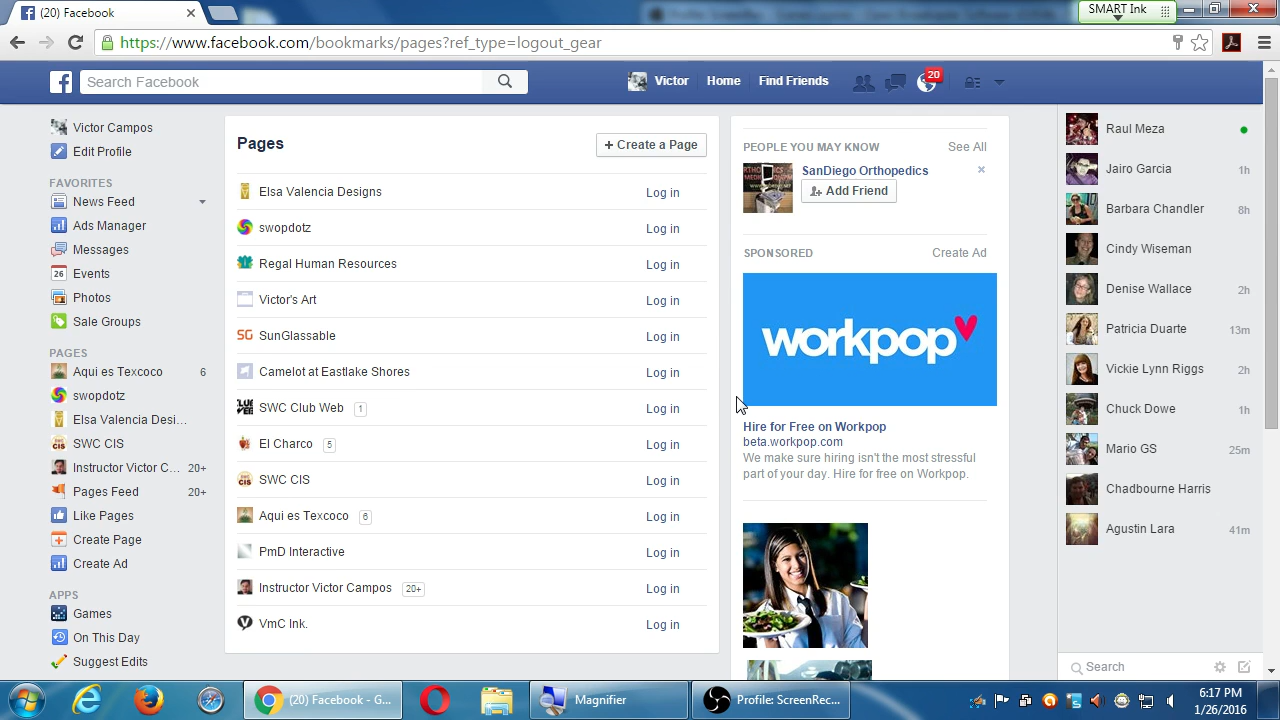 (20) Facebook
SMART Ink
https://www.facebook.com/bookmarks/pages?ref_type=logout_gear
Search Facebook
Victor
Home
Find Friends
20
Victor Campos
Edit Profile
FAVORITES
News Feed
Ads Manager
Messages
26 Events
Photos
Sale Groups
PAGES
Aqui es Texcoco 6
swopdotz
Elsa Valencia Desi...
SWC CIS
Instructor Victor C... 20+
Pages Feed 20+
Like Pages
Create Page
Create Ad
APPS
Games
On This Day
Suggest Edits
Pages
+ Create a Page
Elsa Valencia Designs Log in
swopdotz Log in
Regal Human Resources Log in
Victor's Art Log in
SG SunGlassable Log in
Camelot at Eastlake Shores Log in
SWC Club Web 1 Log in
El Charco 5 Log in
SWC CIS Log in
Aqui es Texcoco 6 Log in
PmD Interactive Log in
Instructor Victor Campos 20+ Log in
VmC Ink. Log in
PEOPLE YOU MAY KNOW See All
SanDiego Orthopedics
Add Friend
SPONSORED Create Ad
workpop
Hire for Free on Workpop
beta.workpop.com
We make sure hiring isn't the most stressful
part of your day. Hire for free on Workpop.
Raul Meza
Jairo Garcia 1h
Barbara Chandler 8h
Cindy Wiseman
Denise Wallace 2h
Patricia Duarte 13m
Vickie Lynn Riggs 2h
Chuck Dowe 1h
Mario GS 25m
Chadbourne Harris
Agustin Lara 41m
Search
(20) Facebook - G...
Magnifier
Profile: ScreenRec...
6:17 PM
1/26/2016